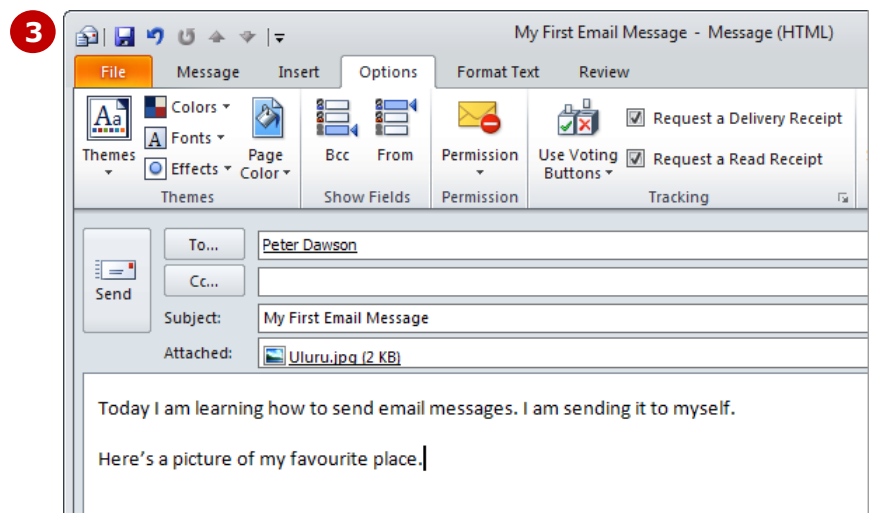 3
My First Email Message - Message (HTML)
File Message Insert Options Format Text Review
Aa Themes
Colors
A Fonts
Effects
Page Color
Themes
Bcc From
Show Fields
Permission
Permission
Use Voting Buttons
Request a Delivery Receipt
Request a Read Receipt
Tracking
Send
To... Peter Dawson
Cc...
Subject: My First Email Message
Attached: Uluru.jpg (2 KB)
Today I am learning how to send email messages. I am sending it to myself.
Here's a picture of my favourite place.